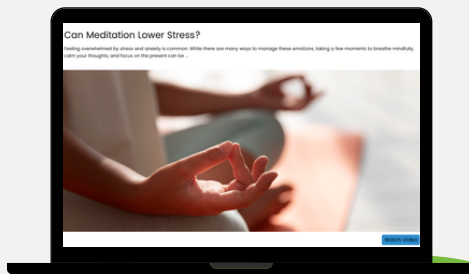 Can Meditation Lower Stress?
Feeling overwhelmed by stress and anxiety is common. While there are many ways to manage these emotions, taking a few moments to breathe mindfully,
calm your thoughts, and focus on the present can be ...
Watch Video